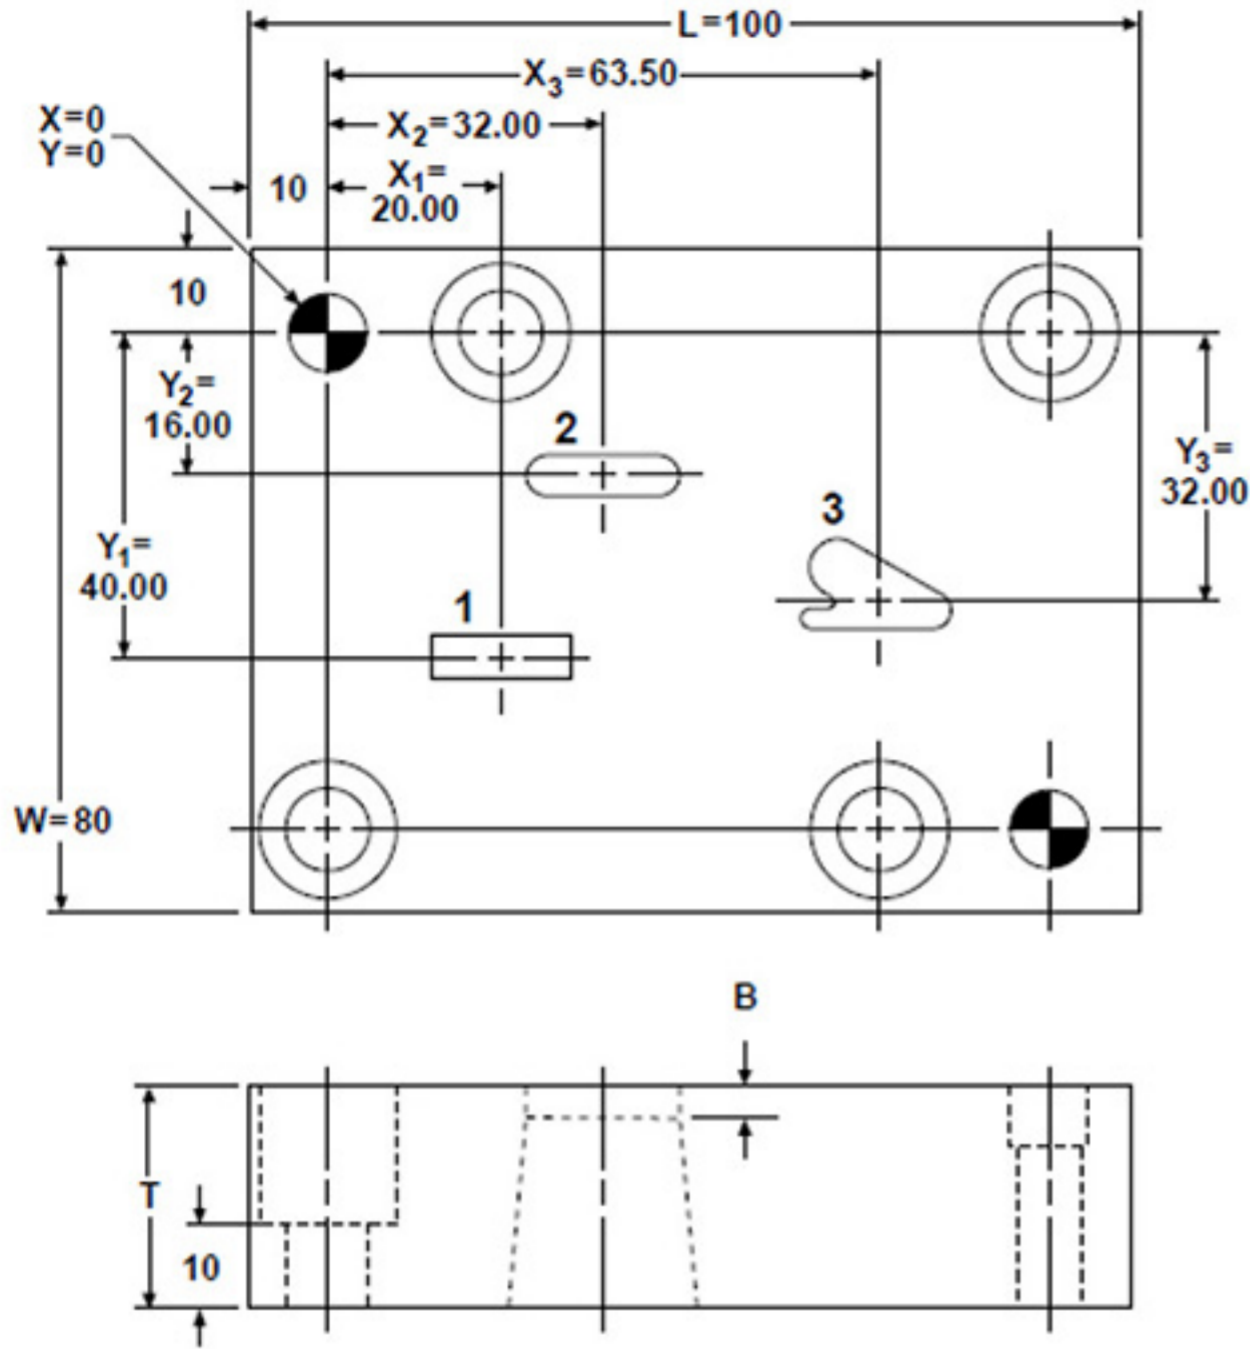 L=100
X3=63.50
X=0
Y=0
X2=32.00
10
X1=
20.00
10
Y2=
16.00
2
Y3=
32.00
3
Y1=
40.00
1
W=80
B
T
10